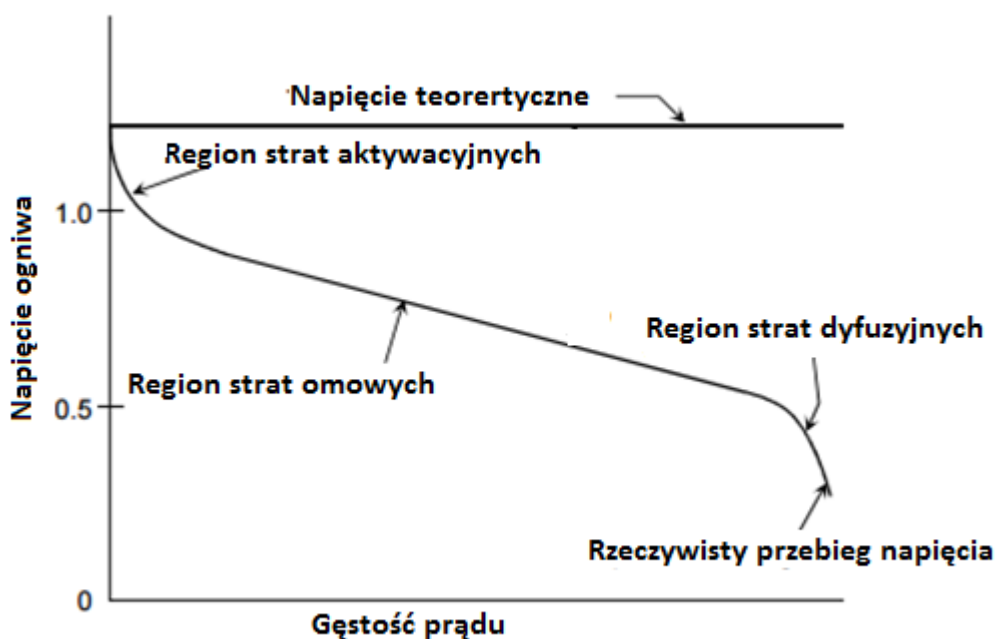 Napięcie teorertyczne
Region strat aktywacyjnych
1.0
Napięcie ogniwa
Region strat dyfuzyjnych
Region strat omowych
0.5
Rzeczywisty przebieg napięcia
0
Gęstość prądu